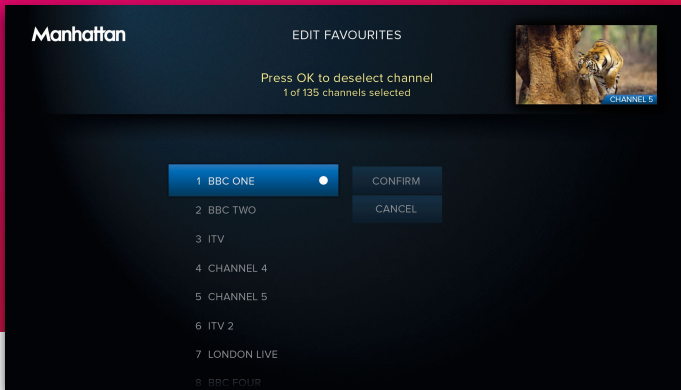 Manhattan
EDIT FAVOURITES
Press OK to deselect channel
1 of 135 channels selected
CHANNEL 5
1 BBC ONE
CONFIRM
2 BBC TWO
CANCEL
3 ITV
4 CHANNEL 4
5 CHANNEL 5
6 ITV 2
7 LONDON LIVE
8 BBC FOUR